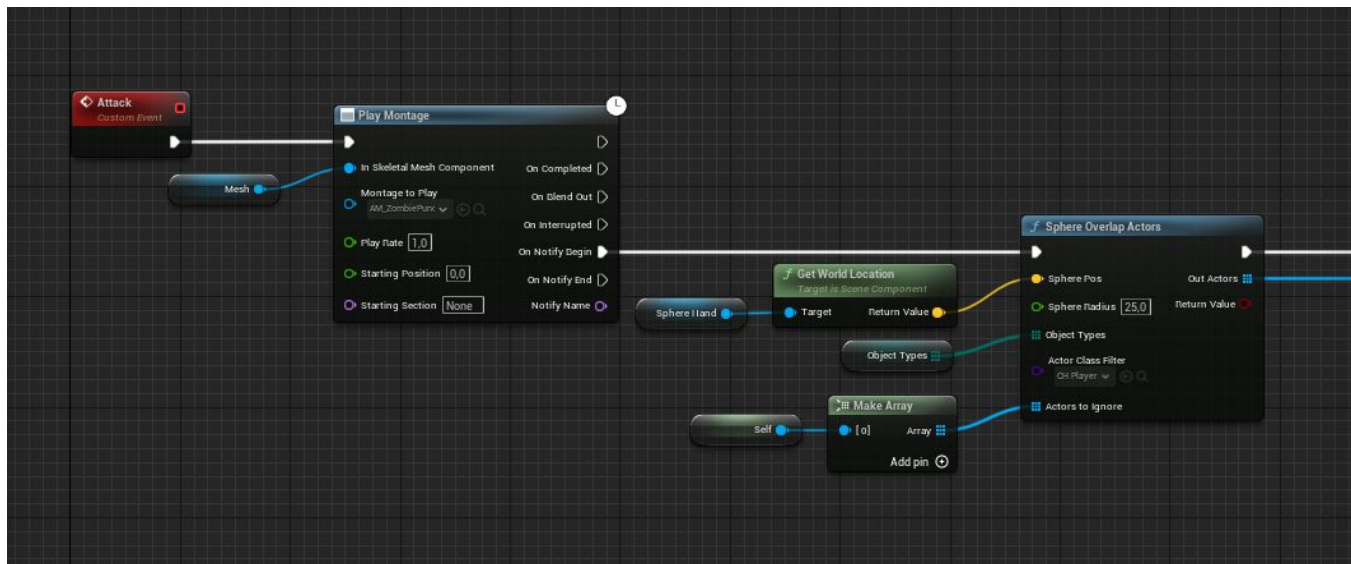 Attack
Custom Event
Mesh
Play Montage
In Skeletal Mesh Component
On Completed
Montage to Play
On Blend Out
On Interrupted
Play Rate 1,0
On Notify Begin
Starting Position 0,0
On Notify End
Starting Section None
Notify Name
Sphere Hand
Get World Location
Target is Scene Component
Target Return Value
Object Types
Self
Make Array
[0] Array
Add pin
Sphere Overlap Actors
Sphere Pos Out Actors
Sphere Radius 25,0 Return Value
Object Types
Actor Class Filter
CH Player
Actors to Ignore